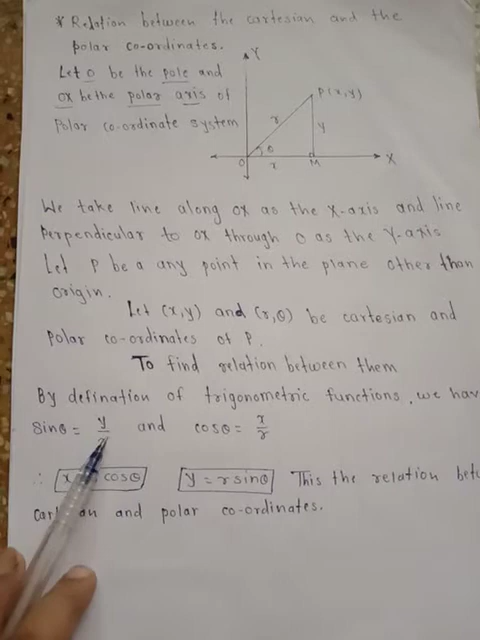 * Relation between the cartesian and the
polar co-ordinates.
Let O be the pole and
OX be the polar axis of
Polar co-ordinate system
Y
P(x,y)
r
y
θ
O
x
M
X
We take line along OX as the X-axis and line
Perpendicular to OX through O as the Y-axis
Let P be a any point in the plane other than
origin.
Let (x,y) and (r,θ) be cartesian and
Polar co-ordinates of P.
To find relation between them
By defination of trigonometric functions, we hav
sinθ = y and cosθ = x/r
∴ x cosθ y = r sinθ This the relation bet
and polar co-ordinates.